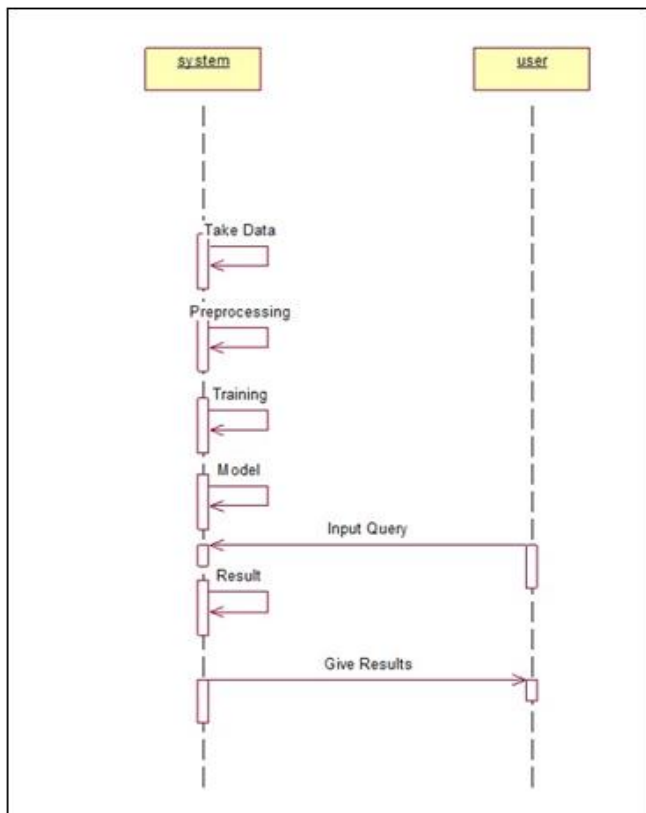 system
user
Take Data
Preprocessing
Training
Model
Input Query
Result
Give Results